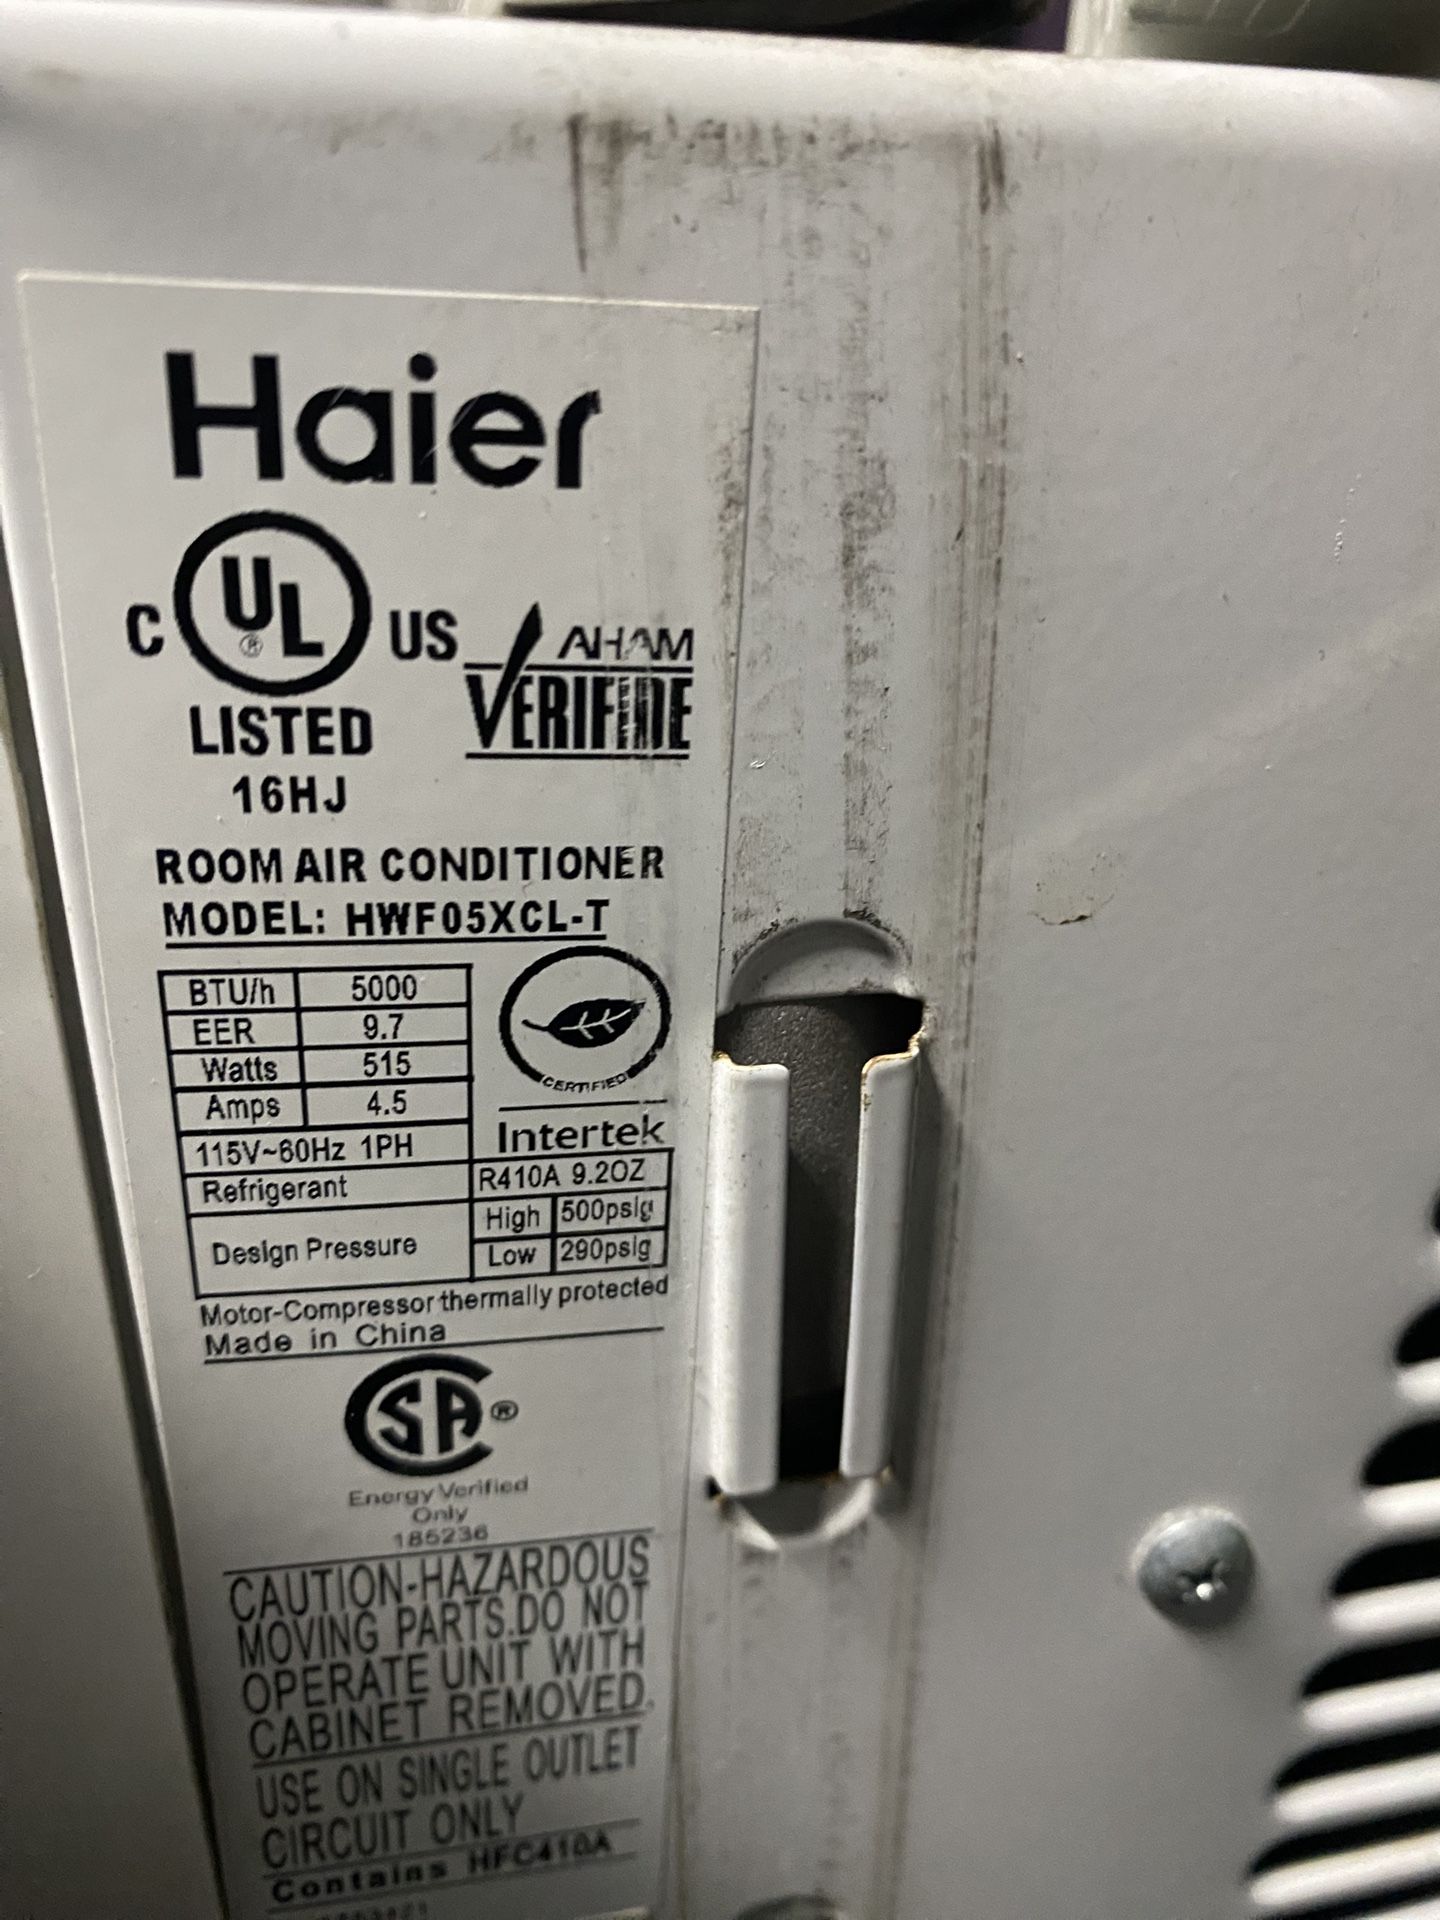 Haier
C UL ® US
LISTED
16HJ
AHAM
VERIFIDE
ROOM AIR CONDITIONER
MODEL: HWF05XCL-T
BTU/h 5000
EER 9.7
Watts 515
Amps 4.5
115V~60Hz 1PH
CERTIFIED
Intertek
Refrigerant R410A 9.2OZ
Design Pressure High 500psig
Low 290psig
Motor-Compressor thermally protected
Made in China
CSA ®
Energy Verified
Only
185236
CAUTION-HAZARDOUS
MOVING PARTS.DO NOT
OPERATE UNIT WITH
CABINET REMOVED.
USE ON SINGLE OUTLET
CIRCUIT ONLY
Contains HFC410A